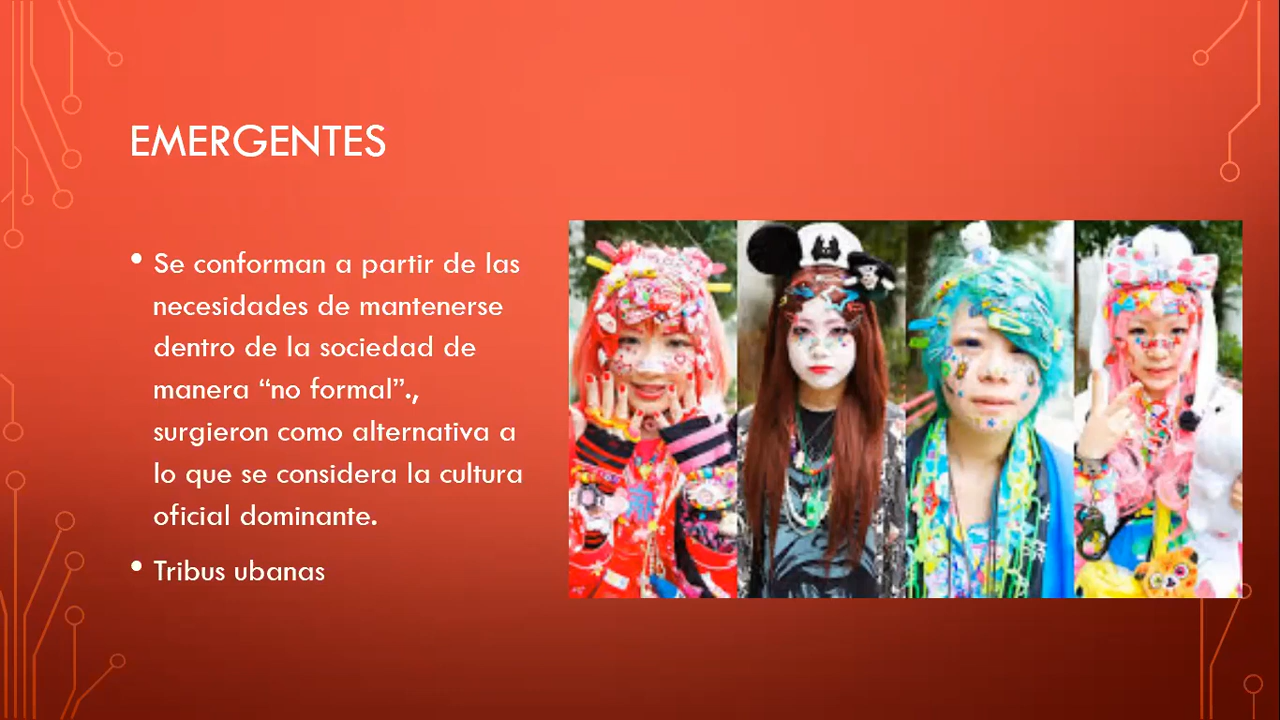 EMERGENTES
• Se conforman a partir de las
necesidades de mantenerse
dentro de la sociedad de
manera “no formal”.,
surgieron como alternativa a
lo que se considera la cultura
oficial dominante.
• Tribus ubanas